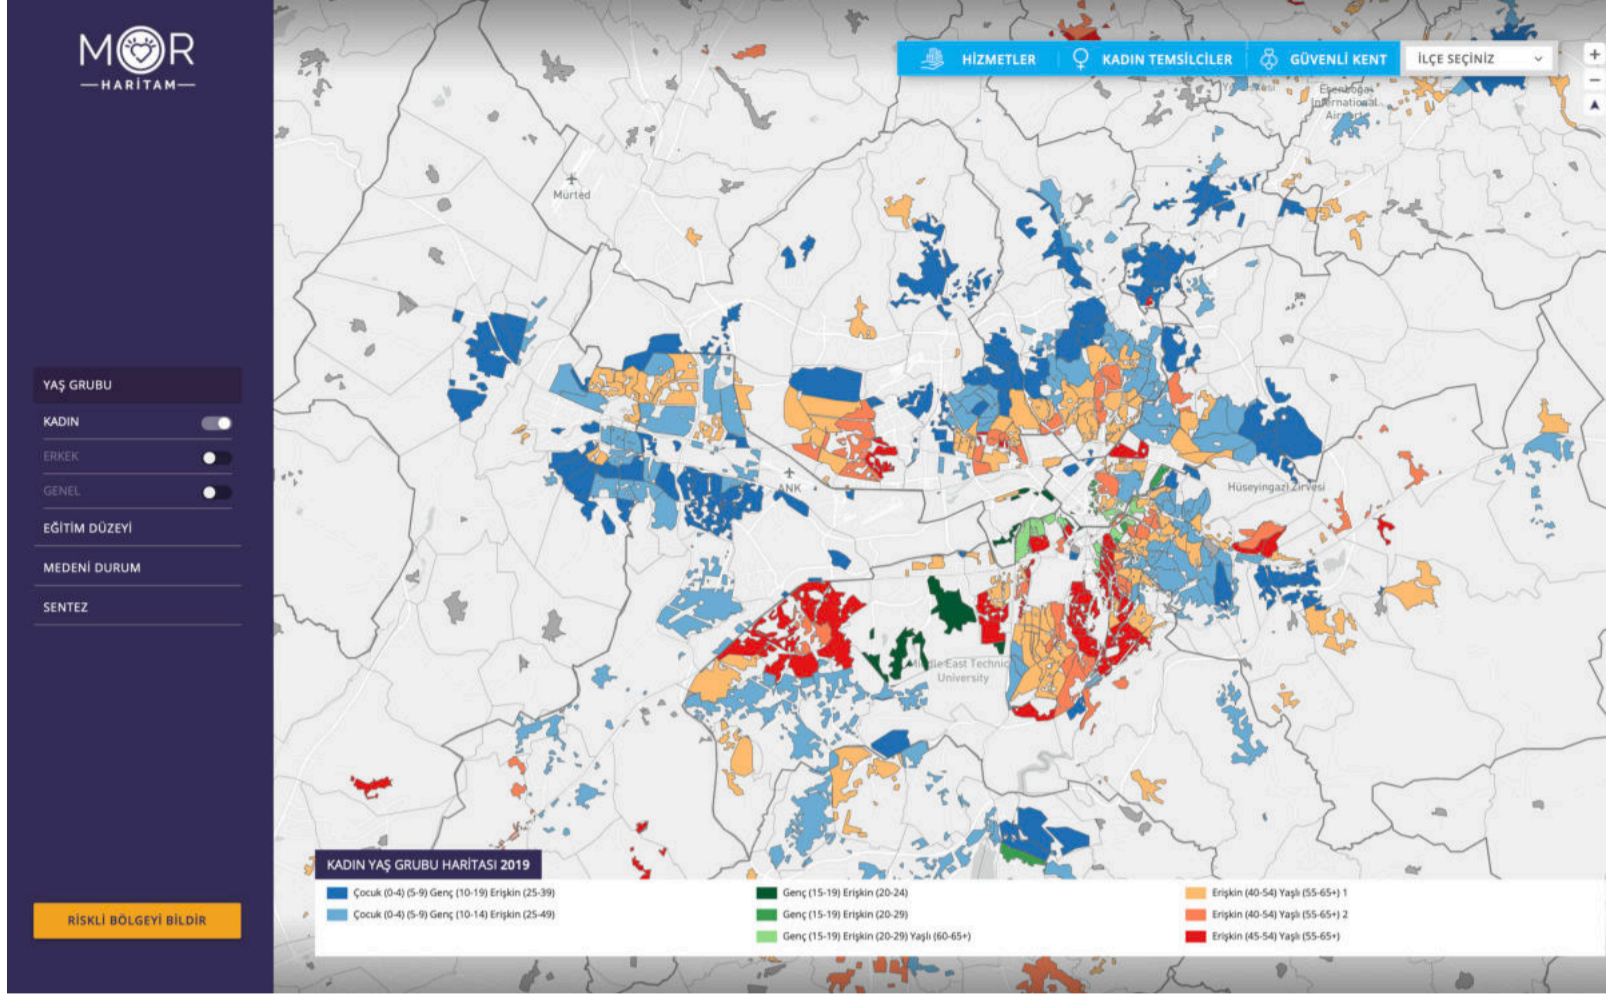 MOR
HARİTAM
HİZMETLER
KADIN TEMSİLCİLER
GÜVENLİ KENT
İLÇE SEÇİNİZ
Esenboğa
International
Airport
Mürted
YAŞ GRUBU
KADIN
ERKEK
GENEL
EĞİTİM DÜZEYİ
MEDENİ DURUM
SENTEZ
ANK
Hüseyingazi Zirvesi
Middle East Technic
University
KADIN YAŞ GRUBU HARİTASI 2019
Çocuk (0-4) (5-9) Genç (10-19) Erişkin (25-39)
Çocuk (0-4) (5-9) Genç (10-14) Erişkin (25-49)
Genç (15-19) Erişkin (20-24)
Genç (15-19) Erişkin (20-29)
Genç (15-19) Erişkin (20-29) Yaşlı (60-65+)
Erişkin (40-54) Yaşlı (55-65+) 1
Erişkin (40-54) Yaşlı (55-65+) 2
Erişkin (45-54) Yaşlı (55-65+)
RİSKLİ BÖLGEYİ BİLDİR